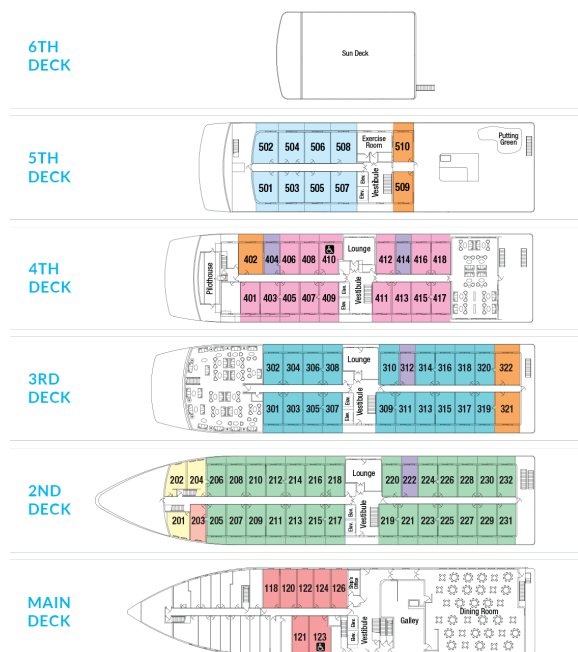 6TH
DECK
Sun Deck
5TH
DECK
502 504 506 508 Exercise Room 510
Putting
Green
501 503 505 507 Elev. Elev. Vestibule 509
4TH
DECK
Pilothouse
402 404 406 408 410 Lounge 412 414 416 418
401 403 405 407 409 Elev. Elev. Vestibule 411 413 415 417
3RD
DECK
302 304 306 308 Lounge 310 312 314 316 318 320 322
301 303 305 307 Elev. Elev. Vestibule 309 311 313 315 317 319 321
2ND
DECK
202 204 206 208 210 212 214 216 218 Lounge 220 222 224 226 228 230 232
201 203 205 207 209 211 213 215 217 Elev. Elev. Vestibule 219 221 223 225 227 229 231
MAIN
DECK
118 120 122 124 126 Ship's Office
121 123 Elev. Elev. Vestibule Galley Dining Room